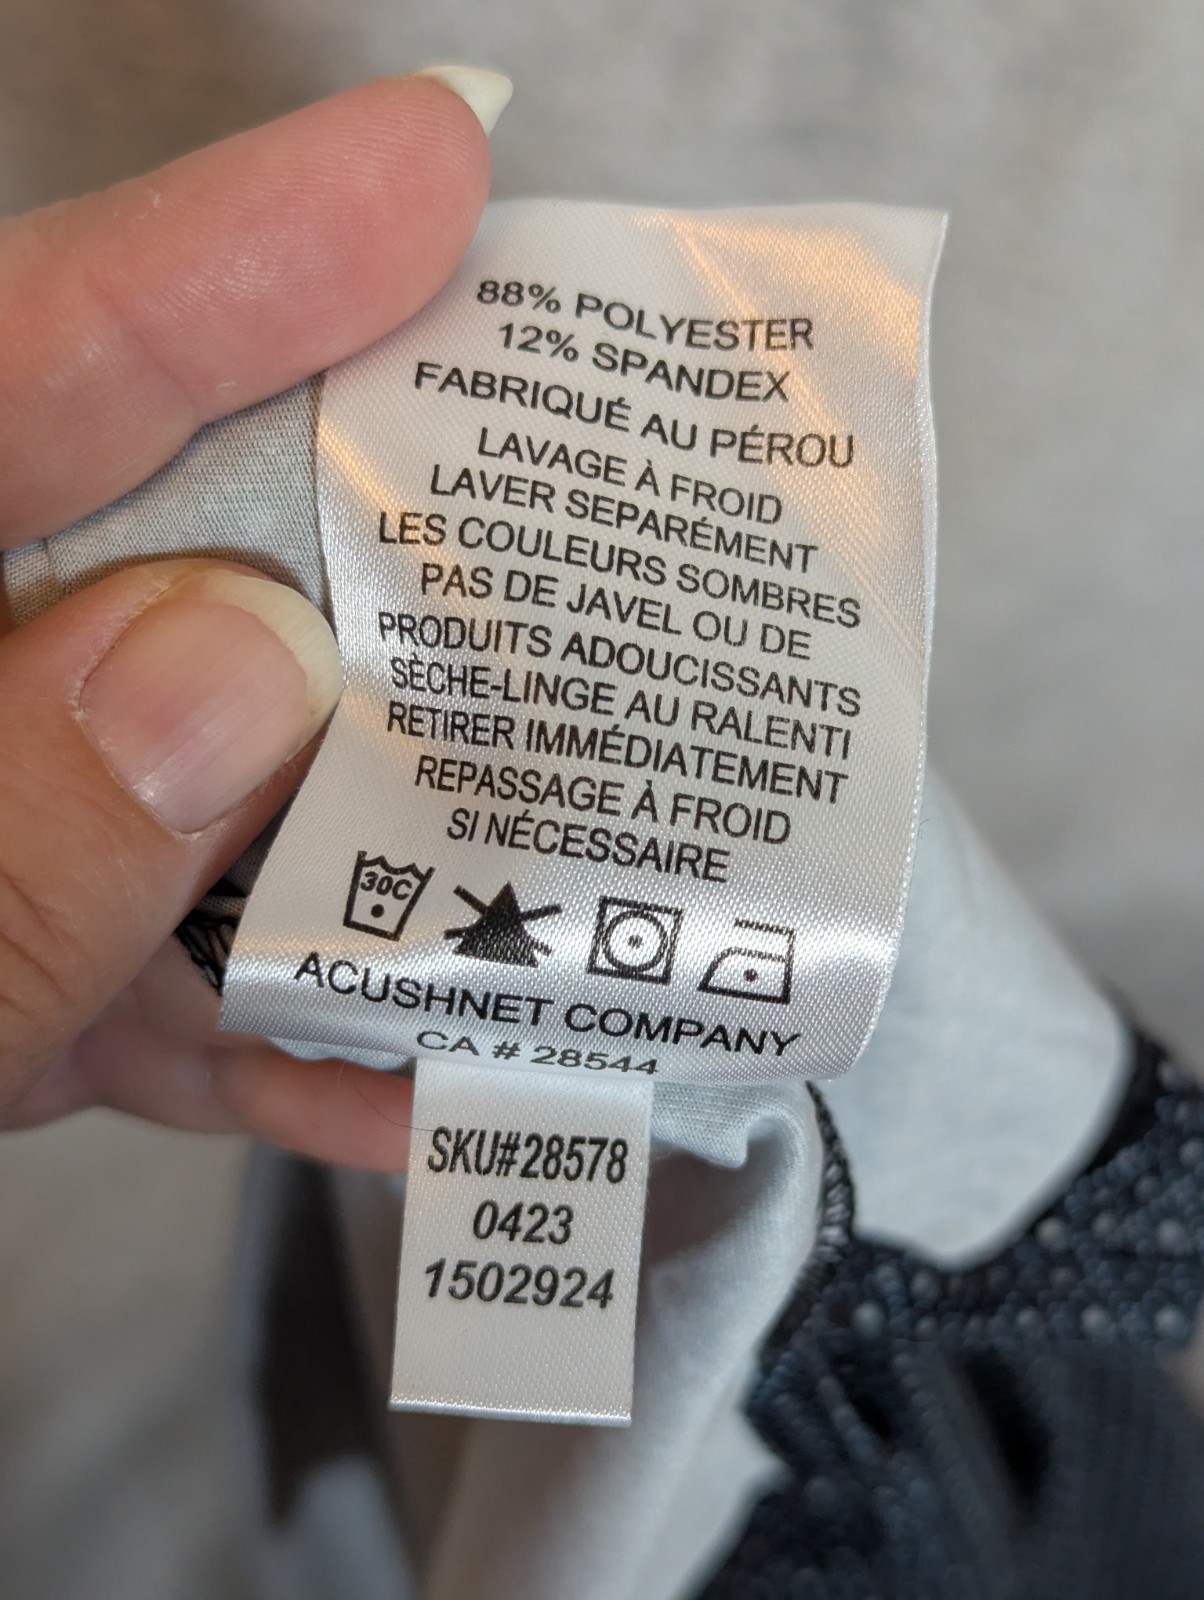 88% POLYESTER
12% SPANDEX
FABRIQUÉ AU PÉROU
LAVAGE À FROID
LAVER SEPARÉMENT
LES COULEURS SOMBRES
PAS DE JAVEL OU DE
PRODUITS ADOUCISSANTS
SÈCHE-LINGE AU RALENTI
RETIRER IMMÉDIATEMENT
REPASSAGE À FROID
SI NÉCESSAIRE
30C
ACUSHNET COMPANY
CA # 28544
SKU#28578
0423
1502924